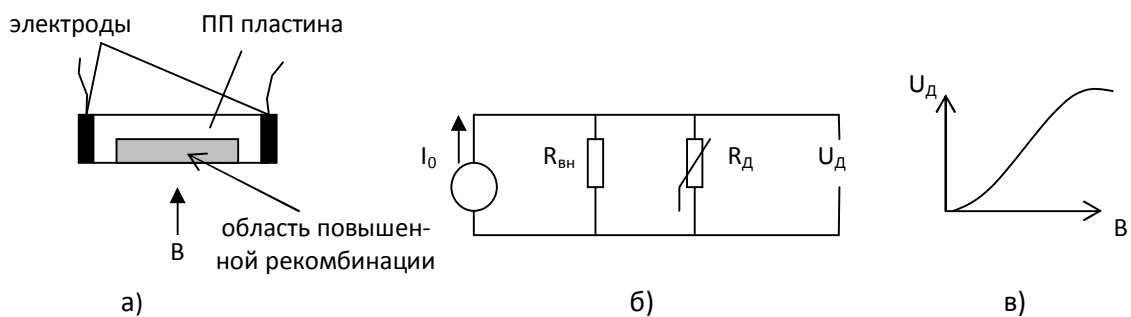 электроды
ПП пластина
B
область повышен-
ной рекомбинации
а)
I₀
Rвн
RД
UД
б)
UД
B
в)